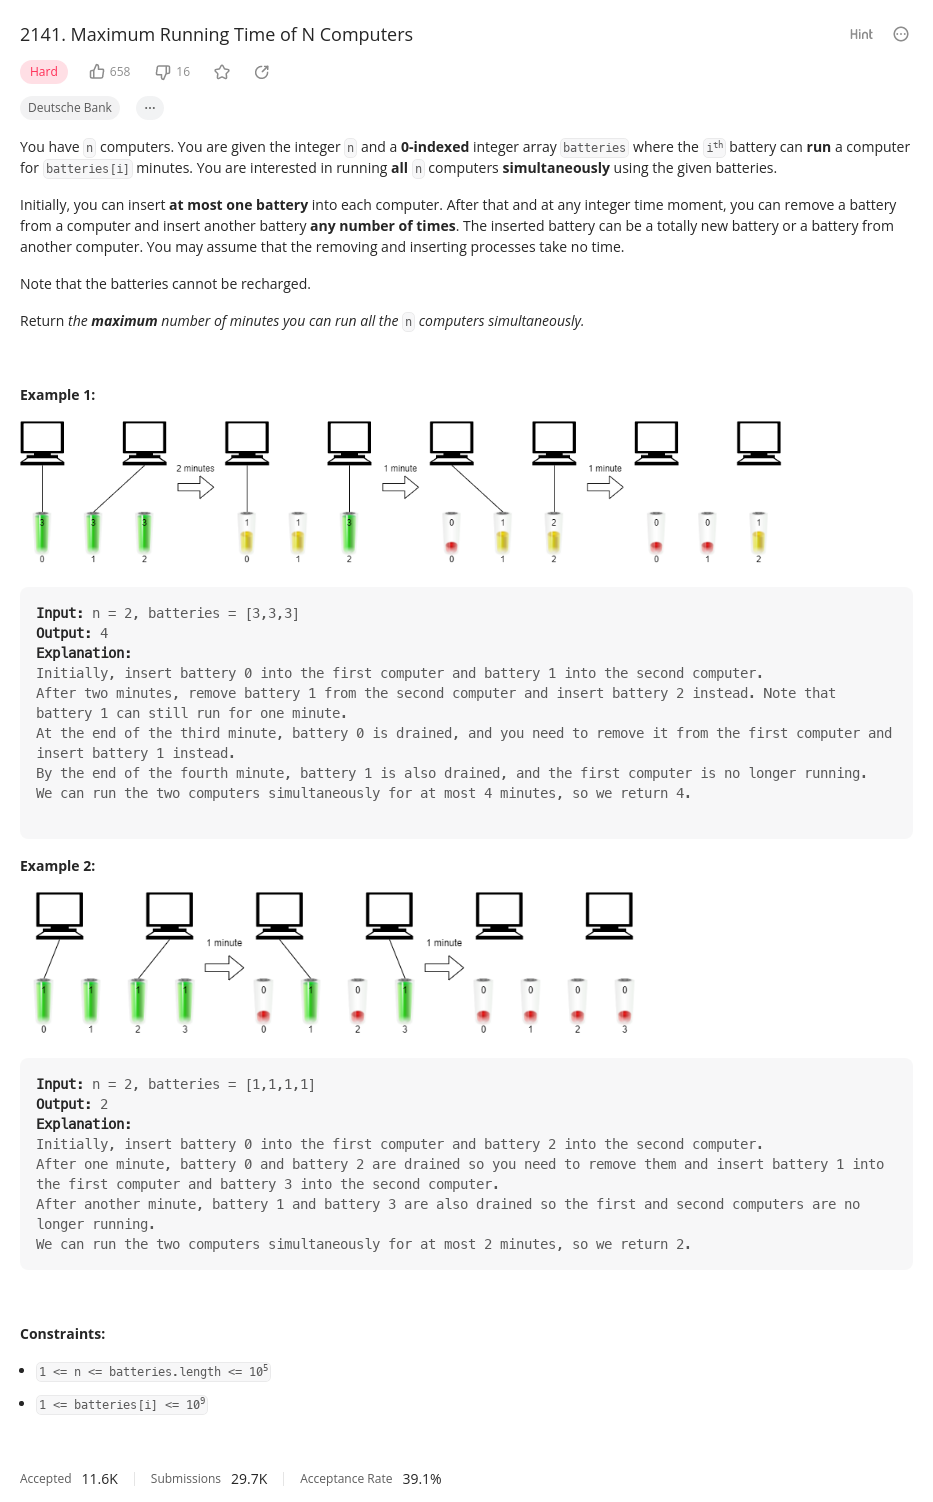 2141. Maximum Running Time of N Computers
Hint
Hard
658
16
Deutsche Bank
...
You have n computers. You are given the integer n and a 0-indexed integer array batteries where the ith battery can run a computer
for batteries[i] minutes. You are interested in running all n computers simultaneously using the given batteries.
Initially, you can insert at most one battery into each computer. After that and at any integer time moment, you can remove a battery
from a computer and insert another battery any number of times. The inserted battery can be a totally new battery or a battery from
another computer. You may assume that the removing and inserting processes take no time.
Note that the batteries cannot be recharged.
Return the maximum number of minutes you can run all the n computers simultaneously.
Example 1:
2 minutes 1 minute 1 minute
3 3 3 1 1 3 0 1 2 0 0 1
0 1 2 0 1 2 0 1 2 0 1 2
Input: n = 2, batteries = [3,3,3]
Output: 4
Explanation:
Initially, insert battery 0 into the first computer and battery 1 into the second computer.
After two minutes, remove battery 1 from the second computer and insert battery 2 instead. Note that
battery 1 can still run for one minute.
At the end of the third minute, battery 0 is drained, and you need to remove it from the first computer and
insert battery 1 instead.
By the end of the fourth minute, battery 1 is also drained, and the first computer is no longer running.
We can run the two computers simultaneously for at most 4 minutes, so we return 4.
Example 2:
1 minute 1 minute
1 1 1 1 0 1 0 1 0 0 0 0
0 1 2 3 0 1 2 3 0 1 2 3
Input: n = 2, batteries = [1,1,1,1]
Output: 2
Explanation:
Initially, insert battery 0 into the first computer and battery 2 into the second computer.
After one minute, battery 0 and battery 2 are drained so you need to remove them and insert battery 1 into
the first computer and battery 3 into the second computer.
After another minute, battery 1 and battery 3 are also drained so the first and second computers are no
longer running.
We can run the two computers simultaneously for at most 2 minutes, so we return 2.
Constraints:
• 1 <= n <= batteries.length <= 10⁵
• 1 <= batteries[i] <= 10⁹
Accepted 11.6K Submissions 29.7K Acceptance Rate 39.1%